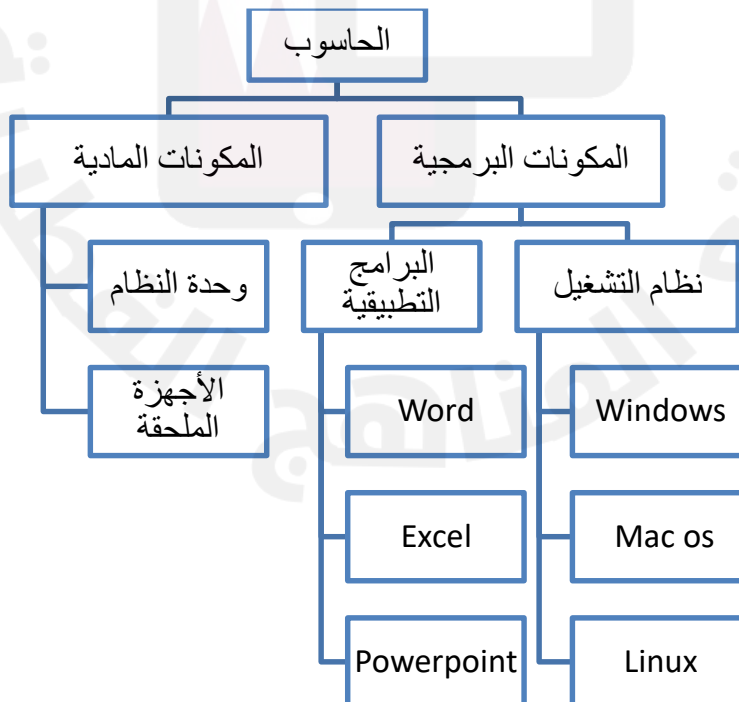 الحاسوب
المكونات البرمجية
المكونات المادية
نظام التشغيل
البرامج
التطبيقية
وحدة النظام
Windows
Word
الأجهزة
الملحقة
Mac os
Excel
Linux
Powerpoint